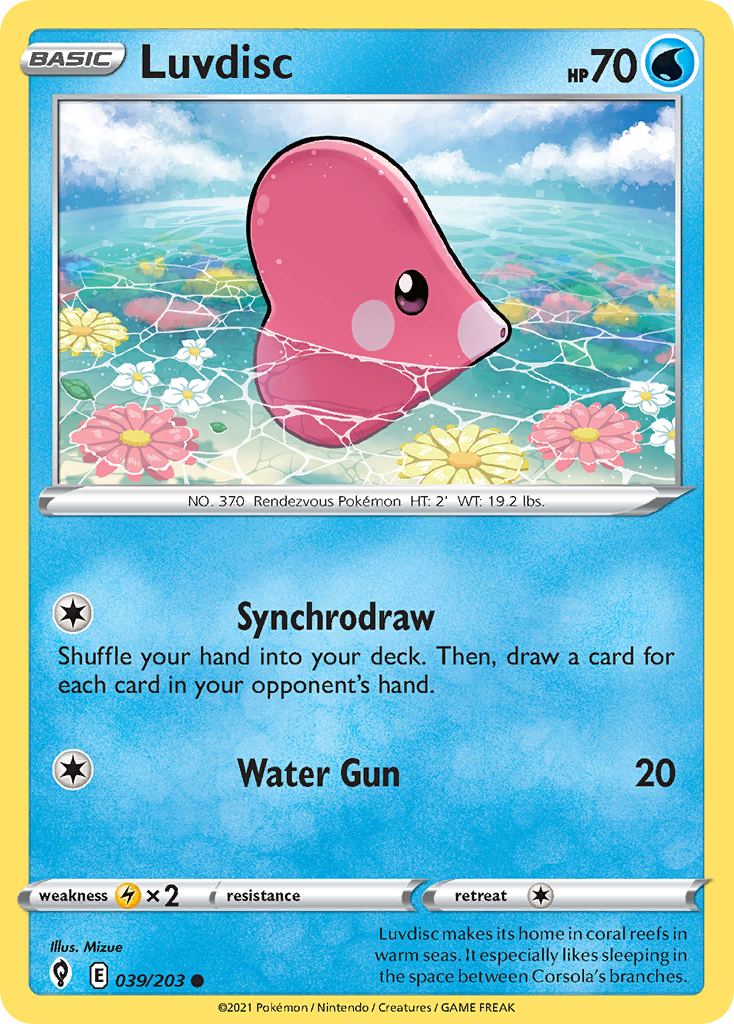 BASIC
Luvdisc
HP 70
NO. 370 Rendezvous Pokémon HT: 2' WT: 19.2 lbs.
Synchrodraw
Shuffle your hand into your deck. Then, draw a card for
each card in your opponent's hand.
Water Gun 20
weakness ×2 resistance retreat
Illus. Mizue
Luvdisc makes its home in coral reefs in
warm seas. It especially likes sleeping in
the space between Corsola's branches.
E 039/203
©2021 Pokémon / Nintendo / Creatures / GAME FREAK